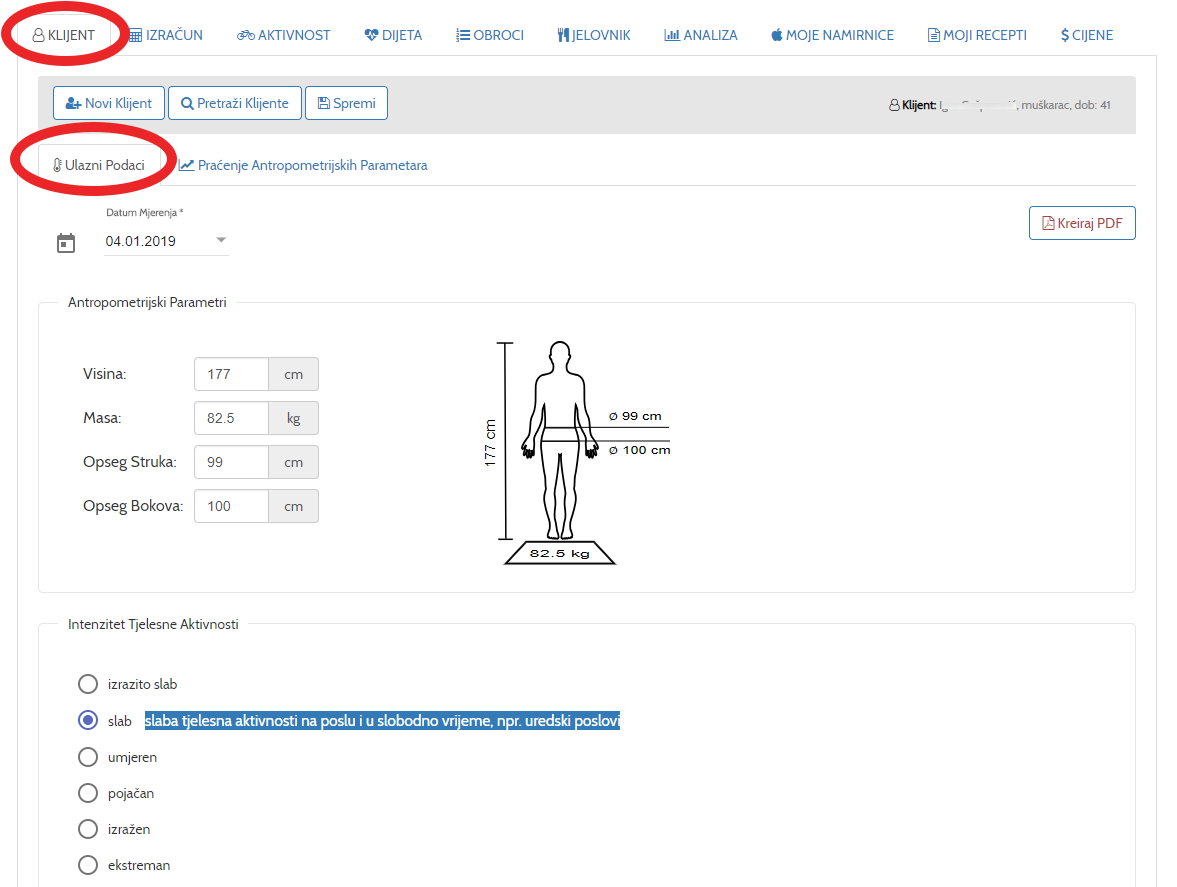 KLIJENT IZRAČUN AKTIVNOST DIJETA OBROCI JELOVNIK ANALIZA MOJE NAMIRNICE MOJI RECEPTI $ CIJENE
Novi Klijent Pretraži Klijente Spremi Klijent: , muškarac, dob: 41
Ulazni Podaci Praćenje Antropometrijskih Parametara
Datum Mjerenja *
04.01.2019
Kreiraj PDF
Antropometrijski Parametri
Visina: 177 cm
Masa: 82.5 kg
Opseg Struka: 99 cm
Opseg Bokova: 100 cm
177 cm
Ø 99 cm
Ø 100 cm
82.5 kg
Intenzitet Tjelesne Aktivnosti
izrazito slab
slab slaba tjelesna aktivnosti na poslu i u slobodno vrijeme, npr. uredski poslovi
umjeren
pojačan
izražen
ekstreman